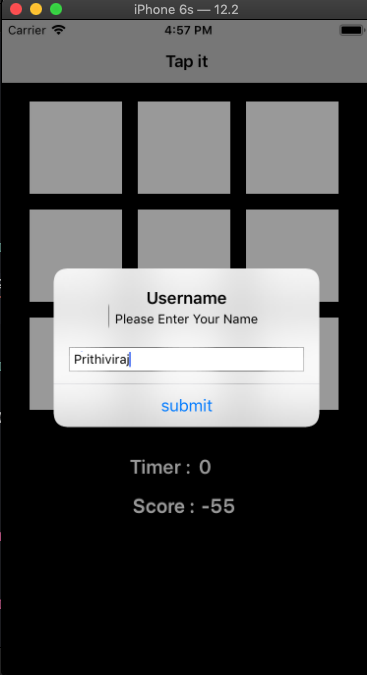 iPhone 6s — 12.2
Carrier 4:57 PM
Tap it
Username
Please Enter Your Name
Prithiviraj
submit
Timer : 0
Score : -55